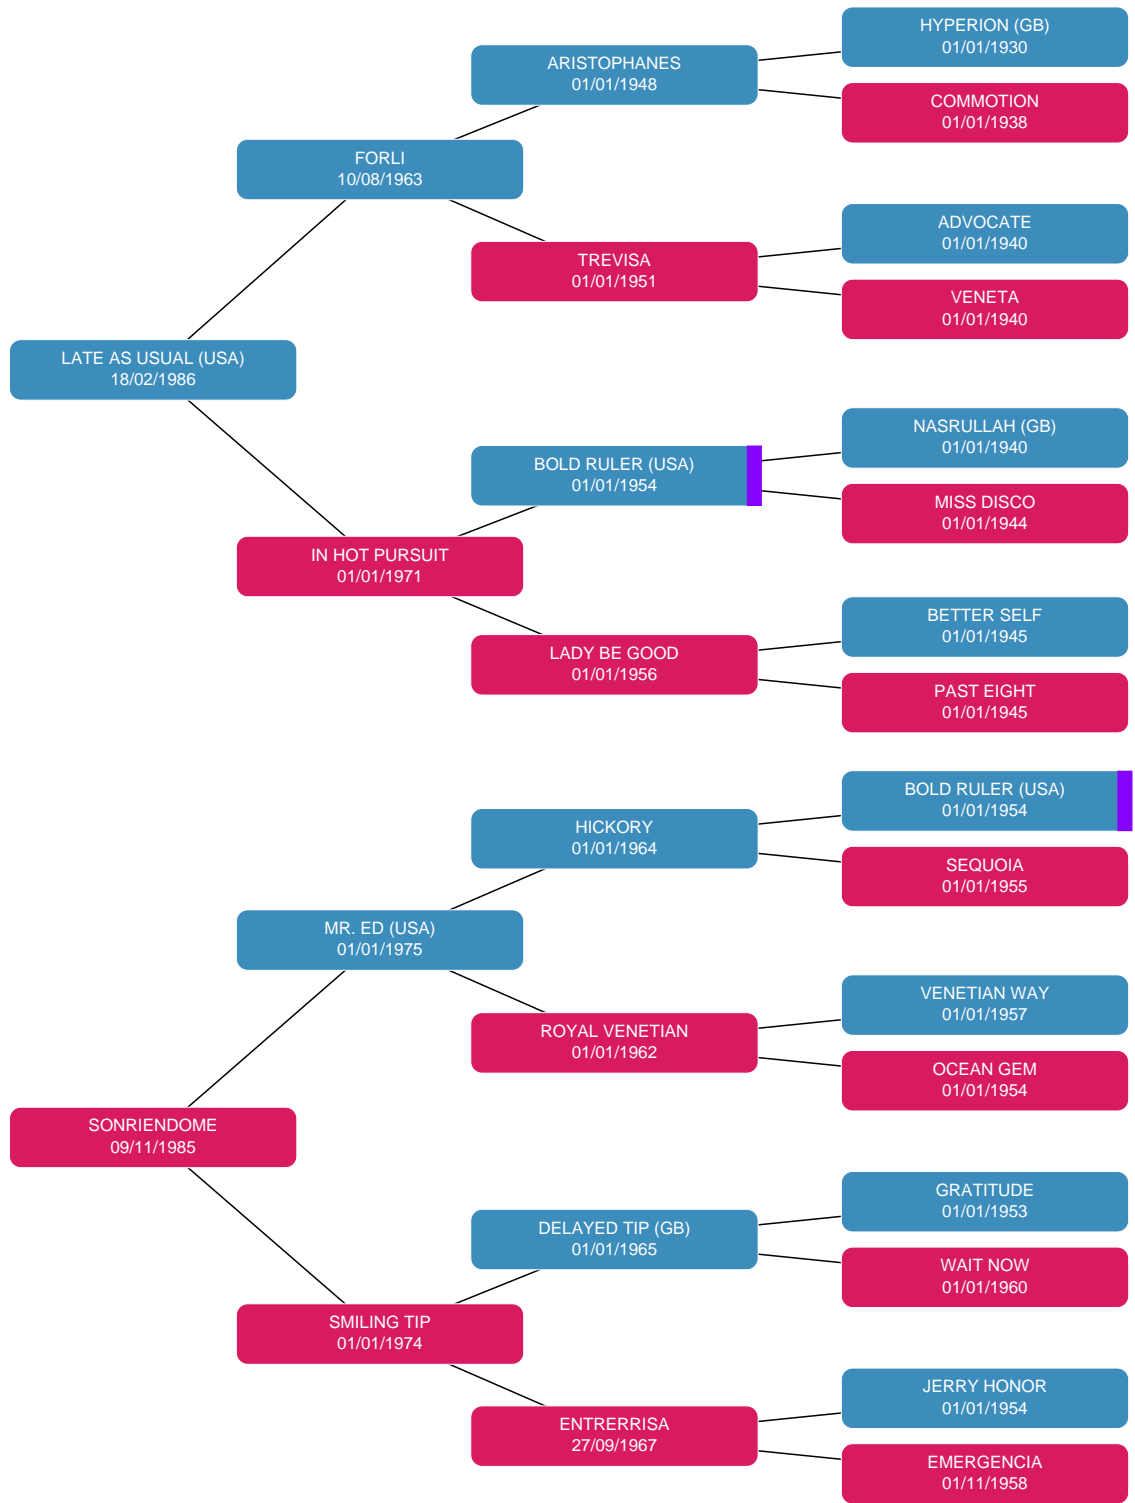 HYPERION (GB)
01/01/1930
ARISTOPHANES
01/01/1948
COMMOTION
01/01/1938
FORLI
10/08/1963
ADVOCATE
01/01/1940
TREVISA
01/01/1951
VENETA
01/01/1940
LATE AS USUAL (USA)
18/02/1986
NASRULLAH (GB)
01/01/1940
BOLD RULER (USA)
01/01/1954
MISS DISCO
01/01/1944
IN HOT PURSUIT
01/01/1971
BETTER SELF
01/01/1945
LADY BE GOOD
01/01/1956
PAST EIGHT
01/01/1945
BOLD RULER (USA)
01/01/1954
HICKORY
01/01/1964
SEQUOIA
01/01/1955
MR. ED (USA)
01/01/1975
VENETIAN WAY
01/01/1957
ROYAL VENETIAN
01/01/1962
OCEAN GEM
01/01/1954
SONRIENDOME
09/11/1985
GRATITUDE
01/01/1953
DELAYED TIP (GB)
01/01/1965
WAIT NOW
01/01/1960
SMILING TIP
01/01/1974
JERRY HONOR
01/01/1954
ENTRERRISA
27/09/1967
EMERGENCIA
01/11/1958